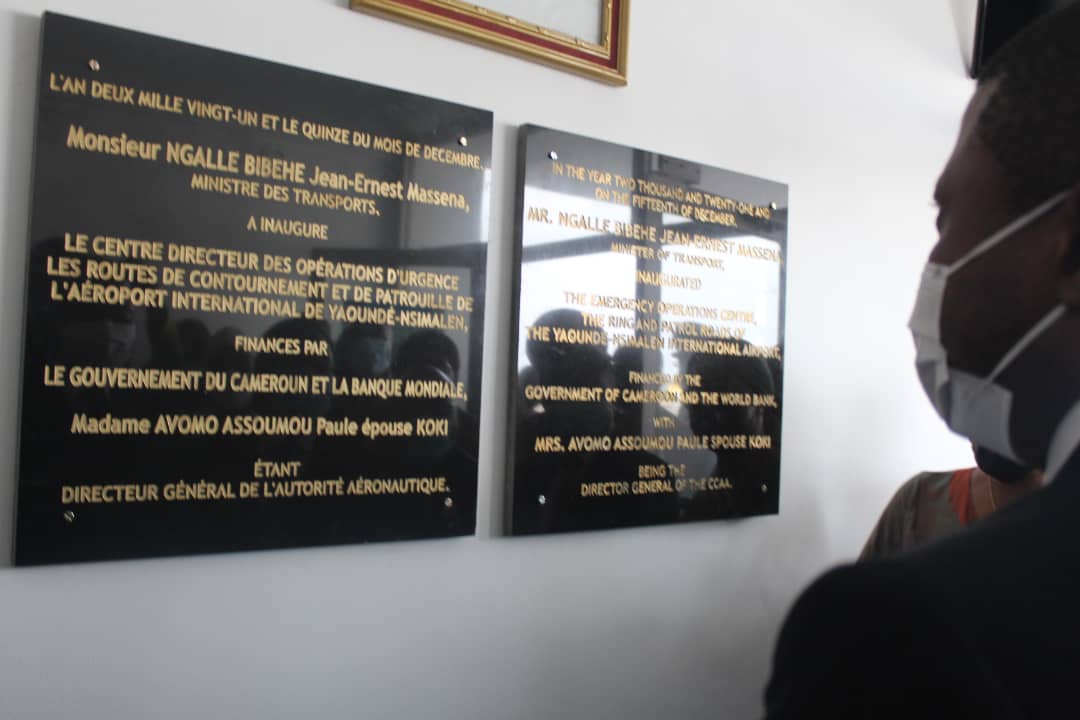 L'AN DEUX MILLE VINGT-UN ET LE QUINZE DU MOIS DE DECEMBRE,
Monsieur NGALLE BIBEHE Jean-Ernest Massena,
MINISTRE DES TRANSPORTS,
A INAUGURE
LE CENTRE DIRECTEUR DES OPÉRATIONS D'URGENCE
LES ROUTES DE CONTOURNEMENT ET DE PATROUILLE DE
L'AÉROPORT INTERNATIONAL DE YAOUNDÉ-NSIMALEN,
FINANCES PAR
LE GOUVERNEMENT DU CAMEROUN ET LA BANQUE MONDIALE,
Madame AVOMO ASSOUMOU Paule épouse KOKI
ÉTANT
DIRECTEUR GÉNÉRAL DE L'AUTORITÉ AÉRONAUTIQUE.
IN THE YEAR TWO THOUSAND AND TWENTY-ONE AND
ON THE FIFTEENTH OF DECEMBER,
MR. NGALLE BIBEHE JEAN-ERNEST MASSENA
MINISTER OF TRANSPORT,
INAUGURATED
THE EMERGENCY OPERATIONS CENTRE,
THE RING AND PATROL ROADS OF
THE YAOUNDE-NSIMALEN INTERNATIONAL AIRPORT,
FINANCED BY THE
GOVERNMENT OF CAMEROON AND THE WORLD BANK,
WITH
MRS. AVOMO ASSOUMOU PAULE SPOUSE KOKI
BEING THE
DIRECTOR GENERAL OF THE CCAA.